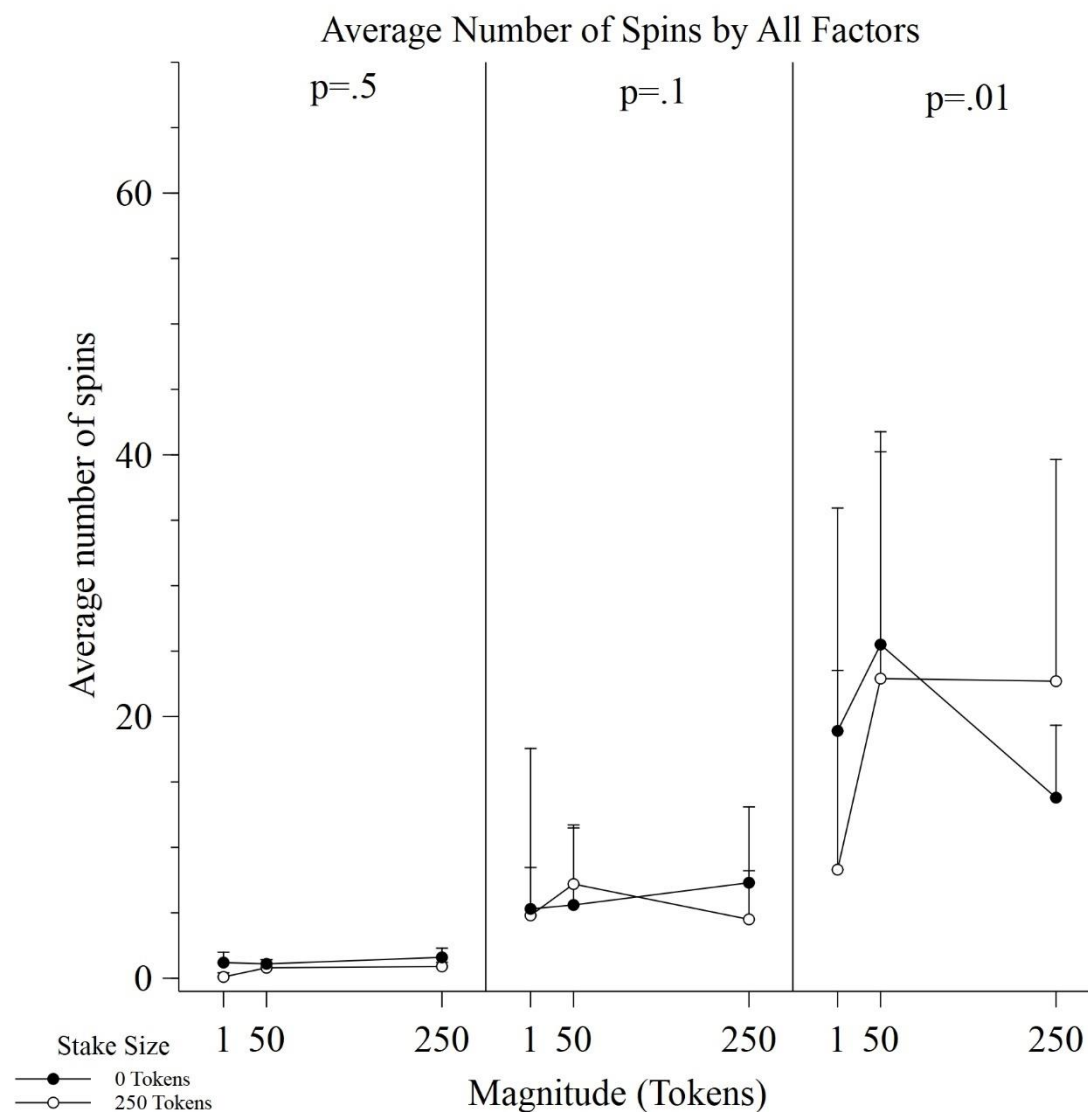 Average Number of Spins by All Factors
p=.5
p=.1
p=.01
60
40
20
0
Average number of spins
1 50 250
1 50 250
1 50 250
Magnitude (Tokens)
Stake Size
0 Tokens
250 Tokens